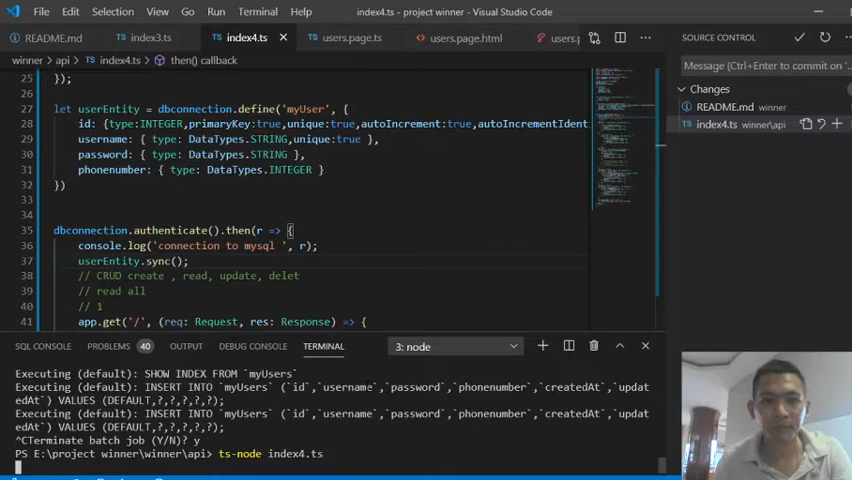 File Edit Selection View Go Run Terminal Help index4.ts - project winner - Visual Studio Code
README.md index3.ts index4.ts users.page.ts users.page.html users.p
SOURCE CONTROL
winner > api > index4.ts > then() callback
Message (Ctrl+Enter to commit on
Changes
README.md winner
index4.ts winner\api
25 });
26
27 let userEntity = dbconnection.define('myUser', {
28 id: {type:INTEGER,primaryKey:true,unique:true,autoIncrement:true,autoIncrementIdent
29 username: { type: DataTypes.STRING,unique:true },
30 password: { type: DataTypes.STRING },
31 phonenumber: { type: DataTypes.INTEGER }
32 })
33
34
35 dbconnection.authenticate().then(r => {
36 console.log('connection to mysql ', r);
37 userEntity.sync();
38 // CRUD create , read, update, delet
39 // read all
40 // 1
41 app.get('/', (req: Request, res: Response) => {
SQL CONSOLE PROBLEMS 40 OUTPUT DEBUG CONSOLE TERMINAL 3: node
Executing (default): SHOW INDEX FROM `myUsers`
Executing (default): INSERT INTO `myUsers` (`id`,`username`,`password`,`phonenumber`,`createdAt`,`updat
edAt`) VALUES (DEFAULT,?,?,?,?,?);
Executing (default): INSERT INTO `myUsers` (`id`,`username`,`password`,`phonenumber`,`createdAt`,`updat
edAt`) VALUES (DEFAULT,?,?,?,?,?);
^CTerminate batch job (Y/N)? y
PS E:\project winner\winner\api> ts-node index4.ts